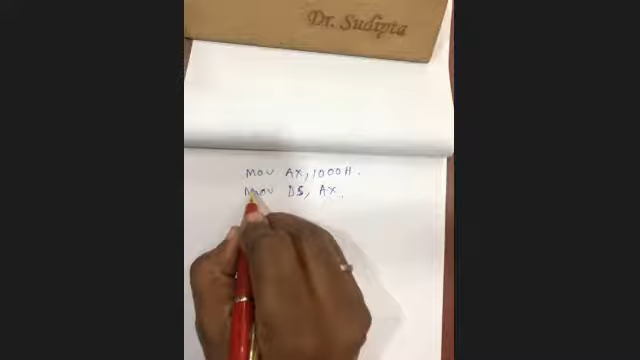 Dr. Sudipta
MOV AX, 1000H.
MOV DS, AX.